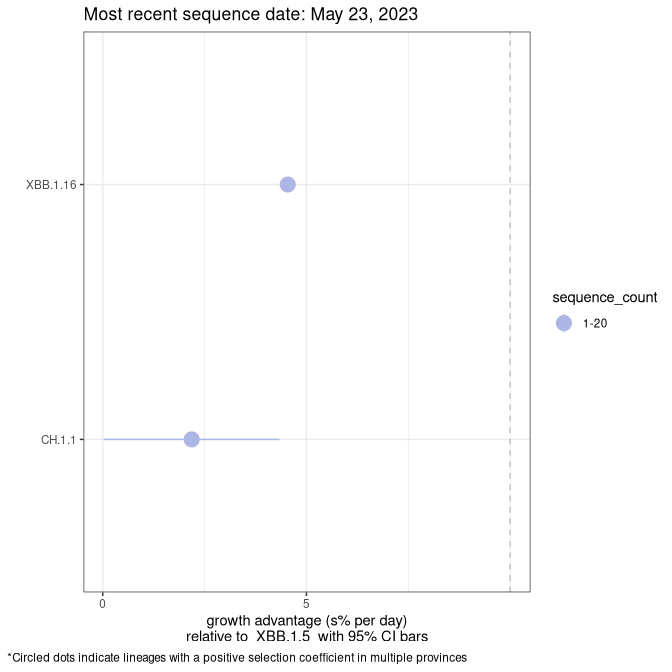 Most recent sequence date: May 23, 2023
XBB.1.16
CH.1.1
0 5
growth advantage (s% per day)
relative to  XBB.1.5  with 95% CI bars
sequence_count
1-20
*Circled dots indicate lineages with a positive selection coefficient in multiple provinces